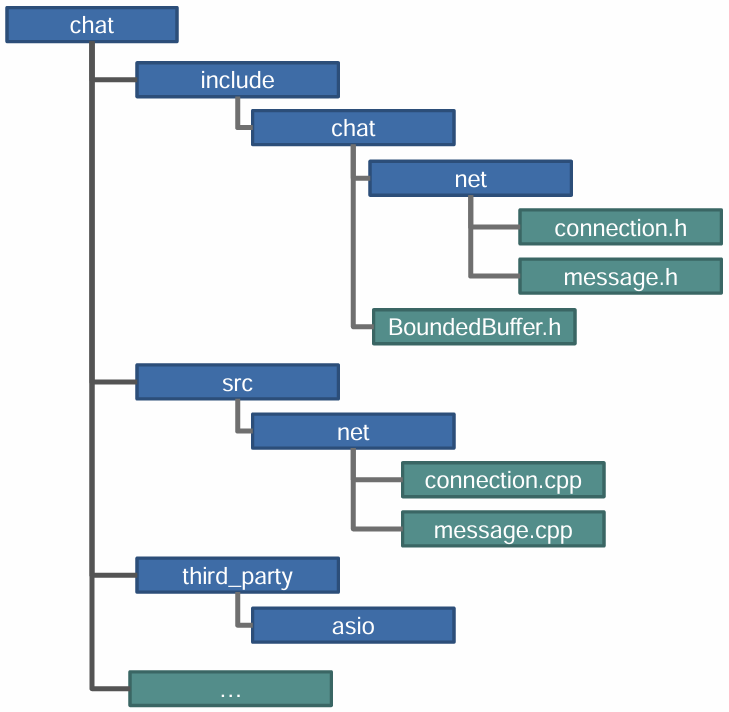 chat
include
chat
net
connection.h
message.h
BoundedBuffer.h
src
net
connection.cpp
message.cpp
third_party
asio
...